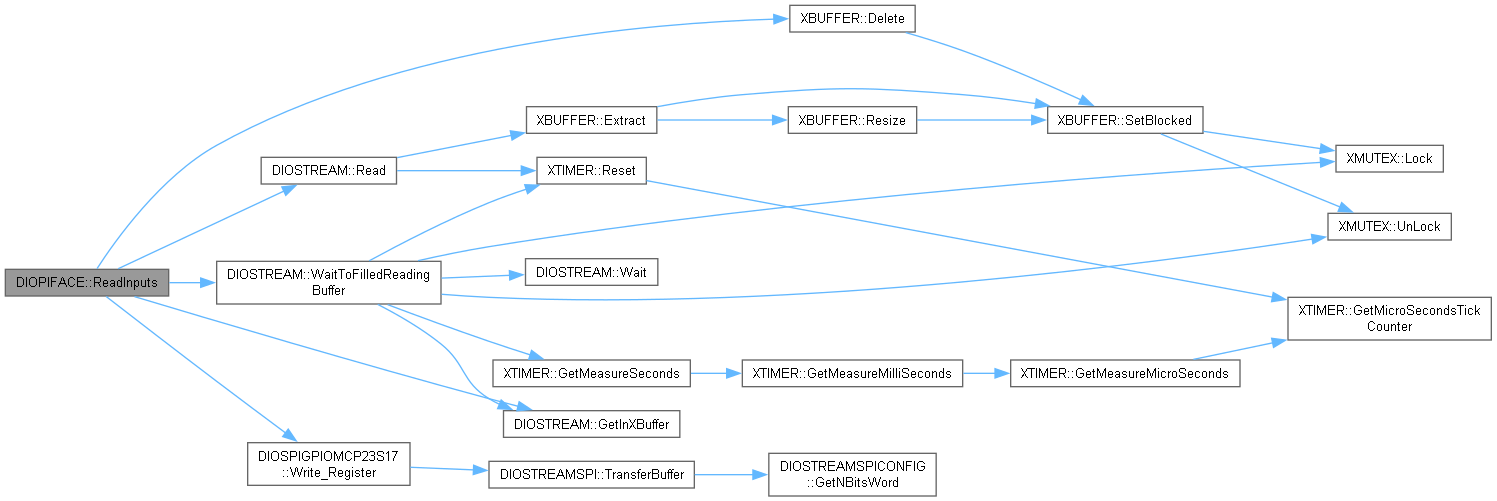 XBUFFER::Delete
XBUFFER::Extract
XBUFFER::Resize
XBUFFER::SetBlocked
XMUTEX::Lock
DIOSTREAM::Read
XTIMER::Reset
XMUTEX::UnLock
DIOPIFACE::ReadInputs
DIOSTREAM::WaitToFilledReading
Buffer
DIOSTREAM::Wait
XTIMER::GetMicroSecondsTick
Counter
XTIMER::GetMeasureSeconds
XTIMER::GetMeasureMilliSeconds
XTIMER::GetMeasureMicroSeconds
DIOSTREAM::GetInXBuffer
DIOSPIGPIOMCP23S17
::Write_Register
DIOSTREAMSPI::TransferBuffer
DIOSTREAMSPICONFIG
::GetNBitsWord